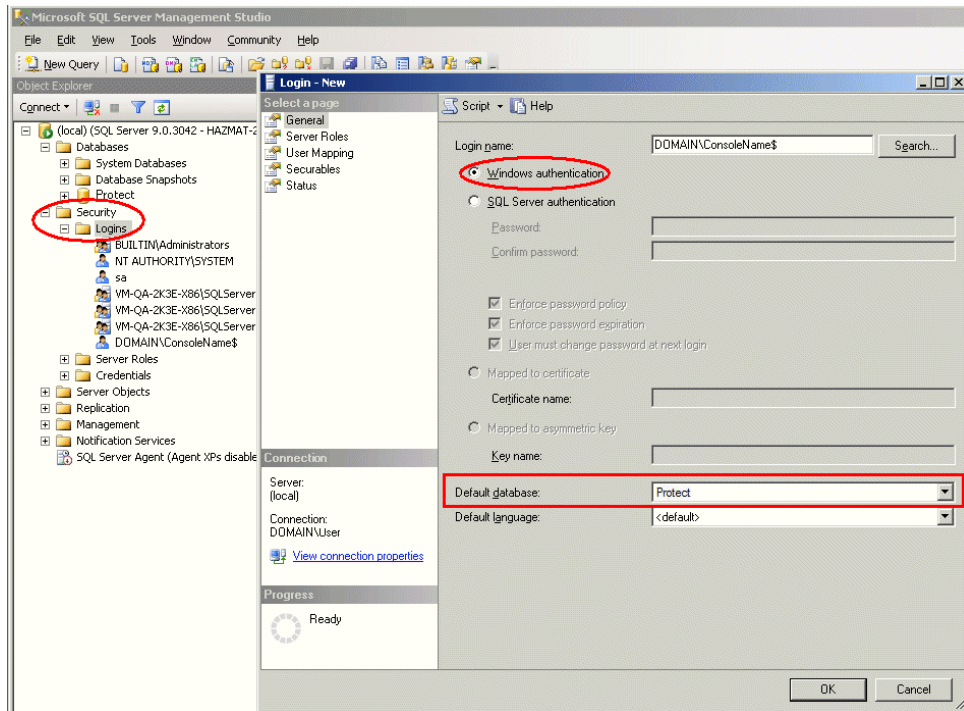 Microsoft SQL Server Management Studio
File Edit View Tools Window Community Help
New Query
Object Explorer
Connect
(local) (SQL Server 9.0.3042 - HAZMAT-2
Databases
System Databases
Database Snapshots
Protect
Security
Logins
BUILTIN\Administrators
NT AUTHORITY\SYSTEM
sa
VM-QA-2K3E-X86\SQLServer
VM-QA-2K3E-X86\SQLServer
VM-QA-2K3E-X86\SQLServer
DOMAIN\ConsoleName$
Server Roles
Credentials
Server Objects
Replication
Management
Notification Services
SQL Server Agent (Agent XPs disable
Login - New
Select a page
General
Server Roles
User Mapping
Securables
Status
Connection
Server:
(local)
Connection:
DOMAIN\User
View connection properties
Progress
Ready
Script Help
Login name: DOMAIN\ConsoleName$ Search...
Windows authentication
SQL Server authentication
Password:
Confirm password:
Enforce password policy
Enforce password expiration
User must change password at next login
Mapped to certificate
Certificate name:
Mapped to asymmetric key
Key name:
Default database: Protect
Default language: <default>
OK Cancel